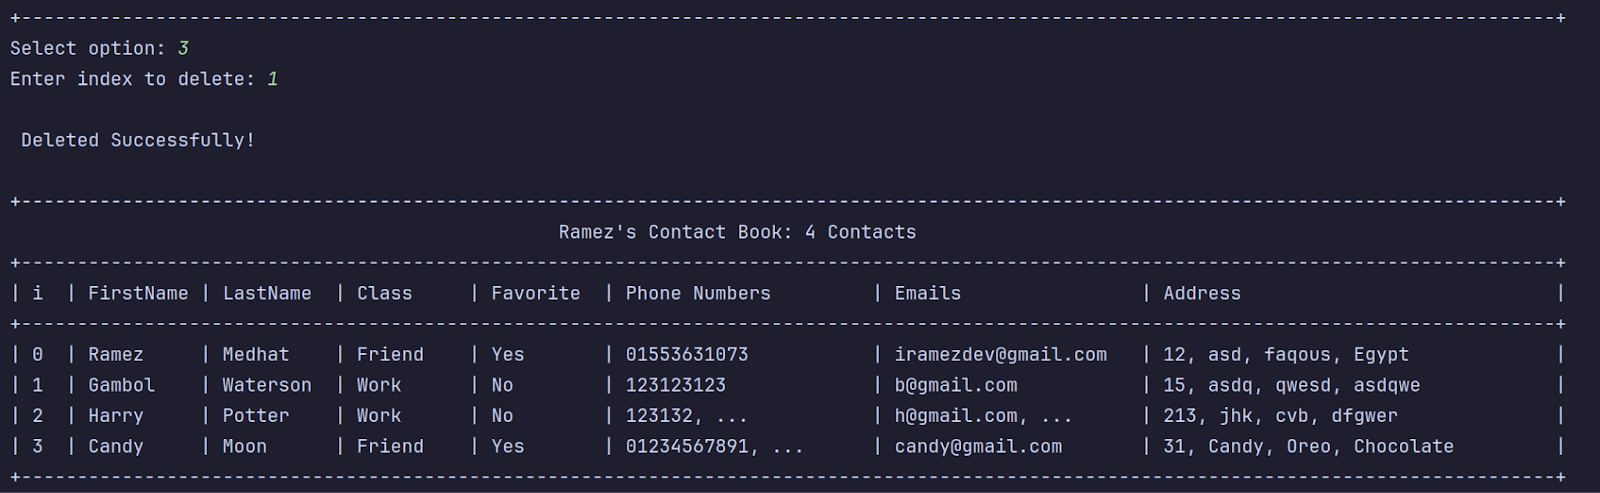 +-----------------------------------------------------------------------------------------------------------------------------------------+
Select option: 3
Enter index to delete: 1
Deleted Successfully!
+-----------------------------------------------------------------------------------------------------------------------------------------+
Ramez's Contact Book: 4 Contacts
+-----------------------------------------------------------------------------------------------------------------------------------------+
| i  | FirstName | LastName  | Class     | Favorite  | Phone Numbers         | Emails                | Address                            |
+-----------------------------------------------------------------------------------------------------------------------------------------+
| 0  | Ramez     | Medhat    | Friend    | Yes       | 01553631073           | iramezdev@gmail.com   | 12, asd, faqous, Egypt             |
| 1  | Gambol    | Waterson  | Work      | No        | 123123123             | b@gmail.com           | 15, asdq, qwesd, asdqwe            |
| 2  | Harry     | Potter    | Work      | No        | 123132, ...           | h@gmail.com, ...      | 213, jhk, cvb, dfgwer              |
| 3  | Candy     | Moon      | Friend    | Yes       | 01234567891, ...      | candy@gmail.com       | 31, Candy, Oreo, Chocolate         |
+-----------------------------------------------------------------------------------------------------------------------------------------+